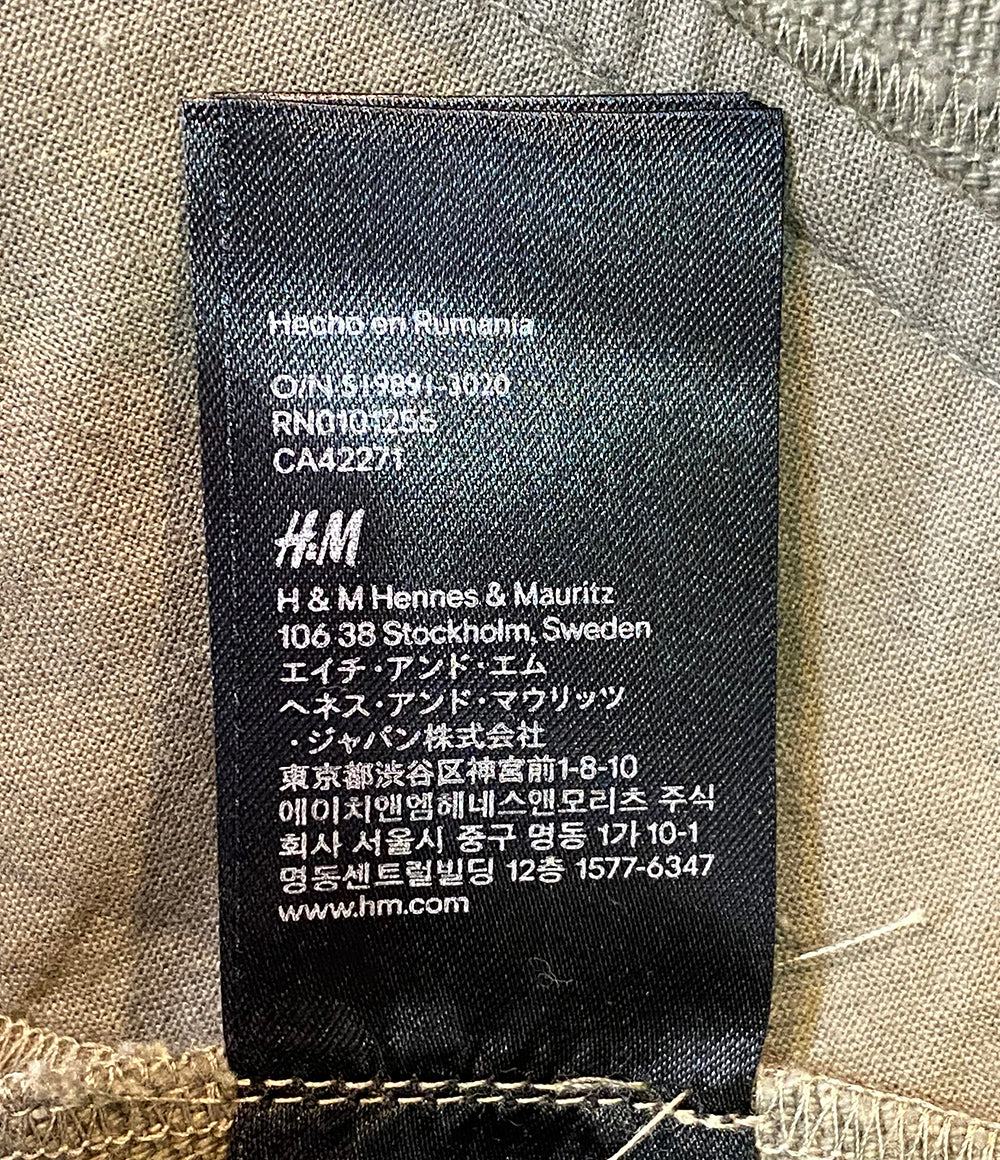 Hecho en Rumania
O/N.519891-3020
RN0101255
CA42271
H&M
H & M Hennes & Mauritz
106 38 Stockholm, Sweden
エイチ・アンド・エム
ヘネス・アンド・マウリッツ
・ジャパン株式会社
東京都渋谷区神宮前1-8-10
에이치앤엠헤네스앤모리츠 주식
회사 서울시 중구 명동 1가 10-1
명동센트럴빌딩 12층 1577-6347
www.hm.com